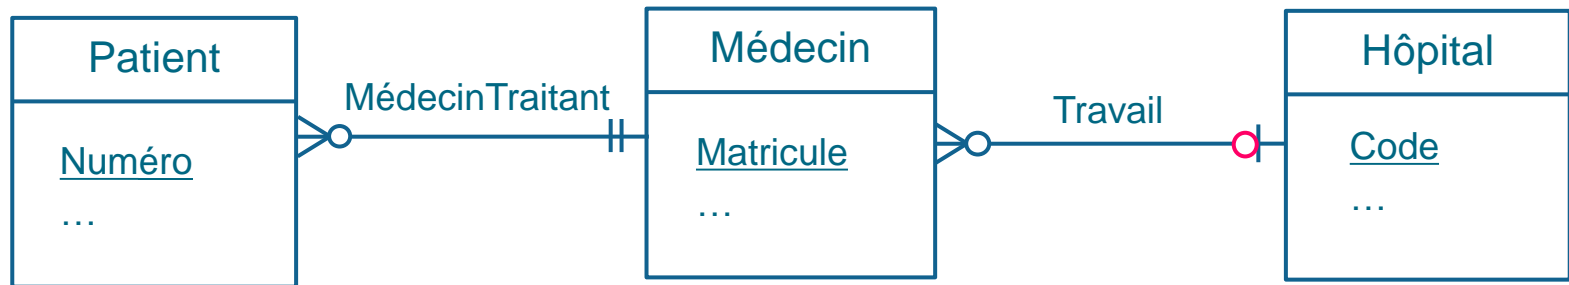 Patient
Numéro
…
MédecinTraitant
Médecin
Matricule
…
Travail
Hôpital
Code
…